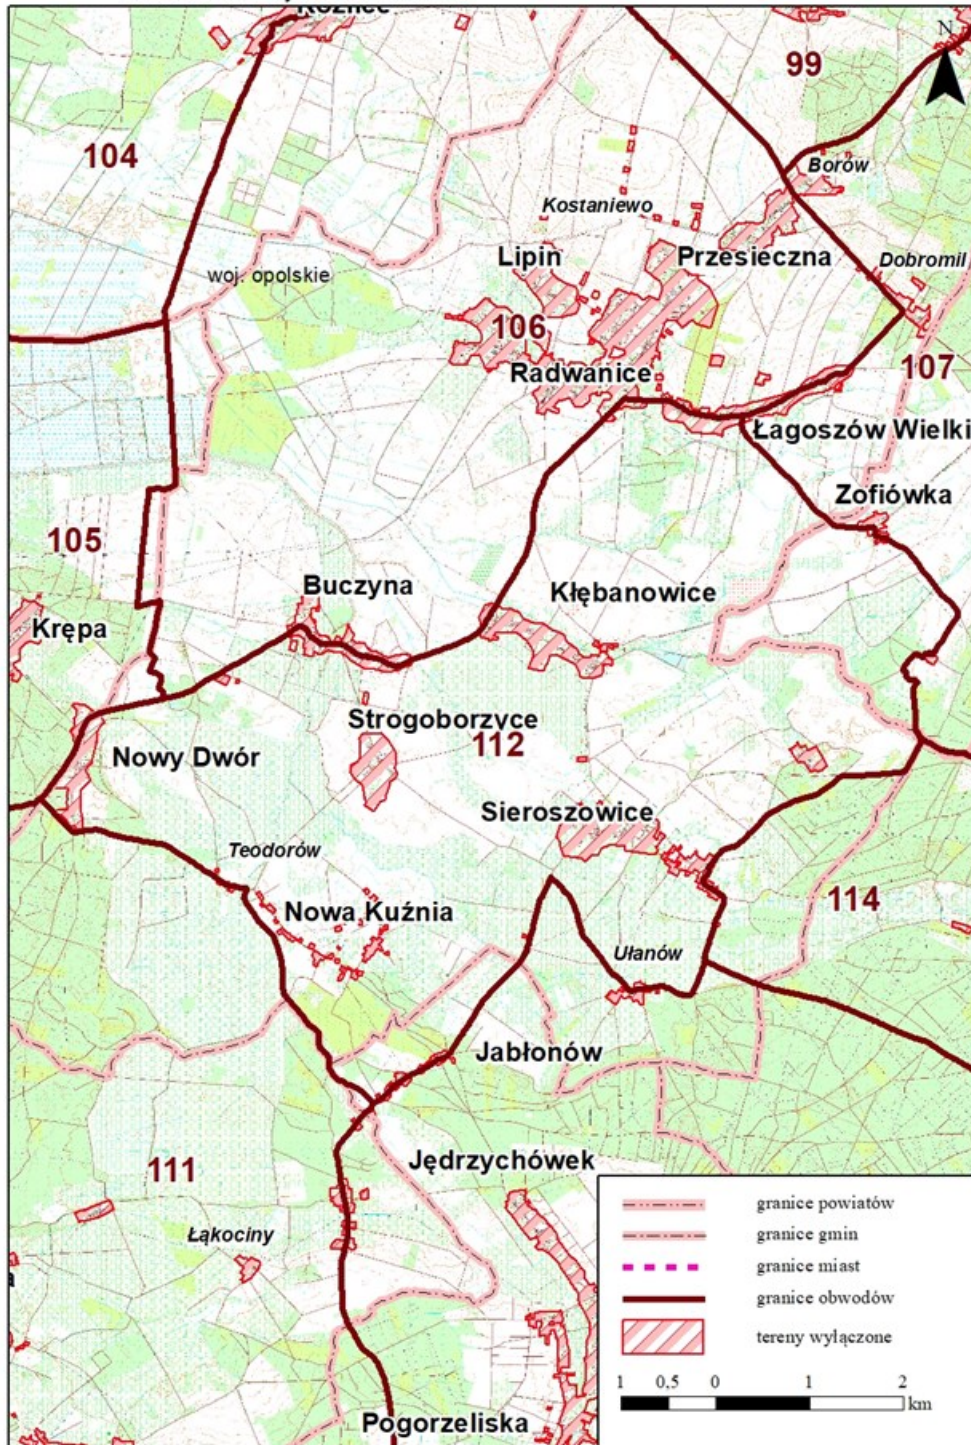 99
N
104
Borów
Kostaniewo
Lipin
Przesieczna
Dobromil
woj. opolskie
106
107
Radwanice
Łagoszów Wielki
Zofiówka
105
Buczyna
Kłębanowice
Krępa
Strogoborzyce
112
Nowy Dwór
Sieroszowice
Teodorów
114
Nowa Kuźnia
Ułanów
Jabłonów
111
Jędrzychówek
Łąkociny
granice powiatów
granice gmin
granice miast
granice obwodów
tereny wyłączone
1 0,5 0 1 2
km
Pogorzeliska